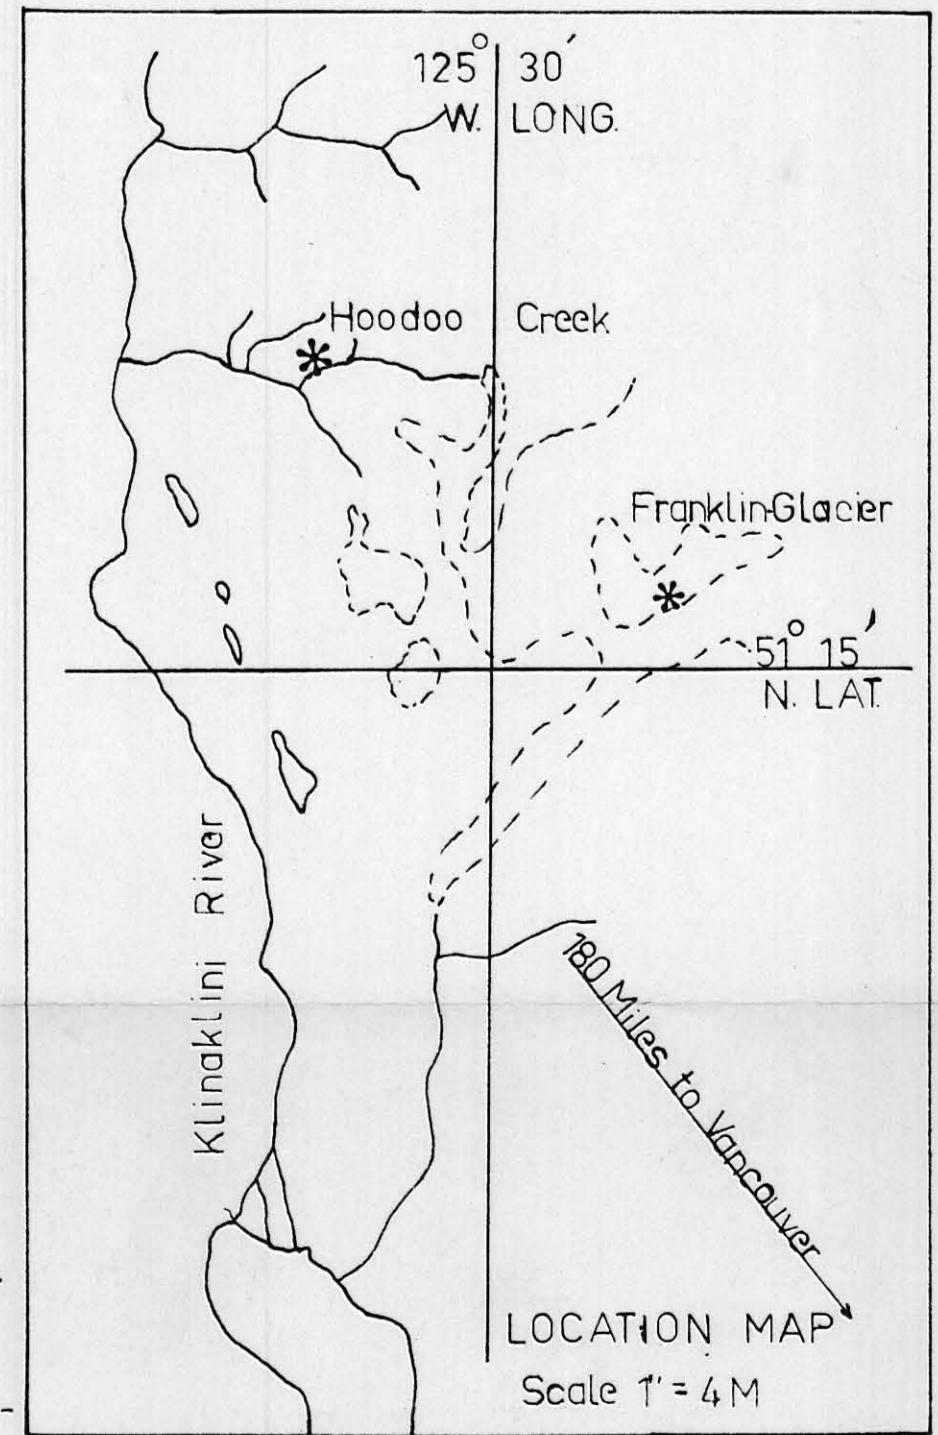 125° 30′
W. LONG.
Hoodoo Creek
Franklin-Glacier
51° 15′
N. LAT.
Klinaklini River
180 Miles to Vancouver
LOCATION MAP
Scale 1" = 4 M